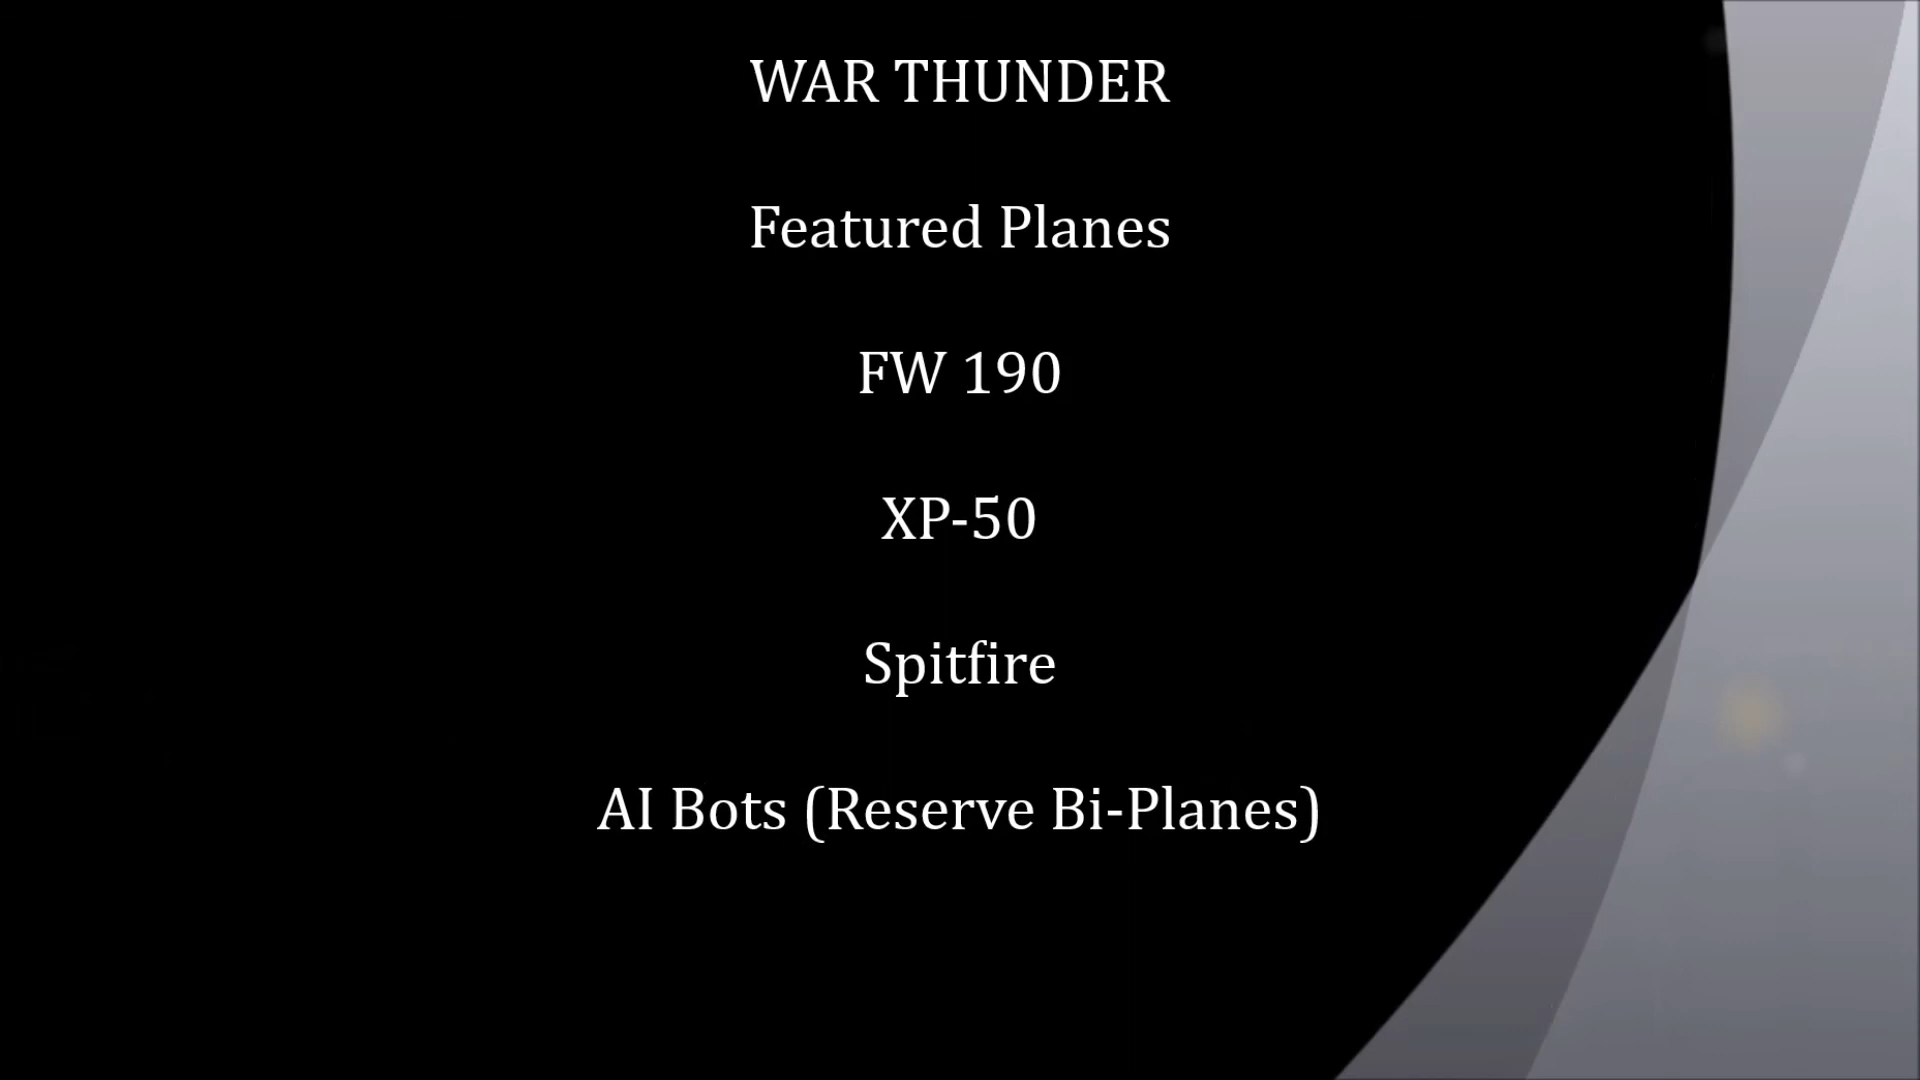 WAR THUNDER
Featured Planes
FW 190
XP-50
Spitfire
AI Bots (Reserve Bi-Planes)